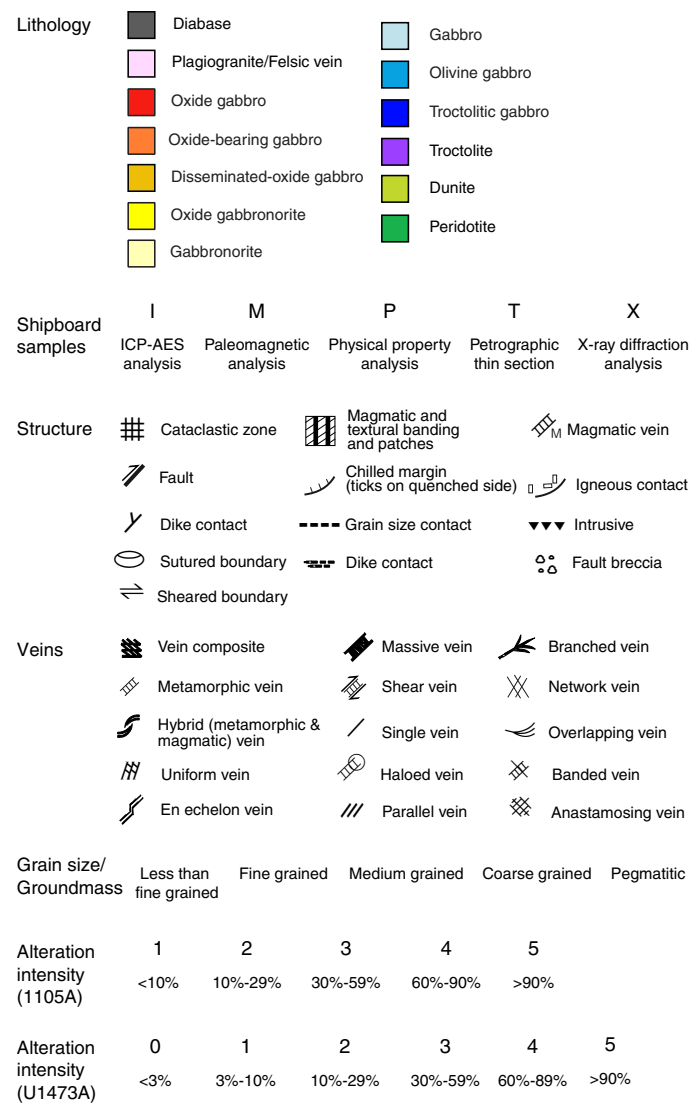 Lithology
Diabase
Plagiogranite/Felsic vein
Oxide gabbro
Oxide-bearing gabbro
Disseminated-oxide gabbro
Oxide gabbronorite
Gabbronorite
Gabbro
Olivine gabbro
Troctolitic gabbro
Troctolite
Dunite
Peridotite
Shipboard
samples
I
ICP-AES
analysis
M
Paleomagnetic
analysis
P
Physical property
analysis
T
Petrographic
thin section
X
X-ray diffraction
analysis
Structure
Cataclastic zone
Magmatic and
textural banding
and patches
M
Magmatic vein
Fault
Chilled margin
(ticks on quenched side)
Igneous contact
Dike contact
Grain size contact
Intrusive
Sutured boundary
Dike contact
Fault breccia
Sheared boundary
Veins
Vein composite
Massive vein
Branched vein
Metamorphic vein
Shear vein
Network vein
Hybrid (metamorphic &
magmatic) vein
Single vein
Overlapping vein
Uniform vein
Haloed vein
Banded vein
En echelon vein
Parallel vein
Anastamosing vein
Grain size/
Groundmass
Less than
fine grained
Fine grained
Medium grained
Coarse grained
Pegmatitic
Alteration
intensity
(1105A)
1 2 3 4 5
<10% 10%-29% 30%-59% 60%-90% >90%
Alteration
intensity
(U1473A)
0 1 2 3 4 5
<3% 3%-10% 10%-29% 30%-59% 60%-89% >90%